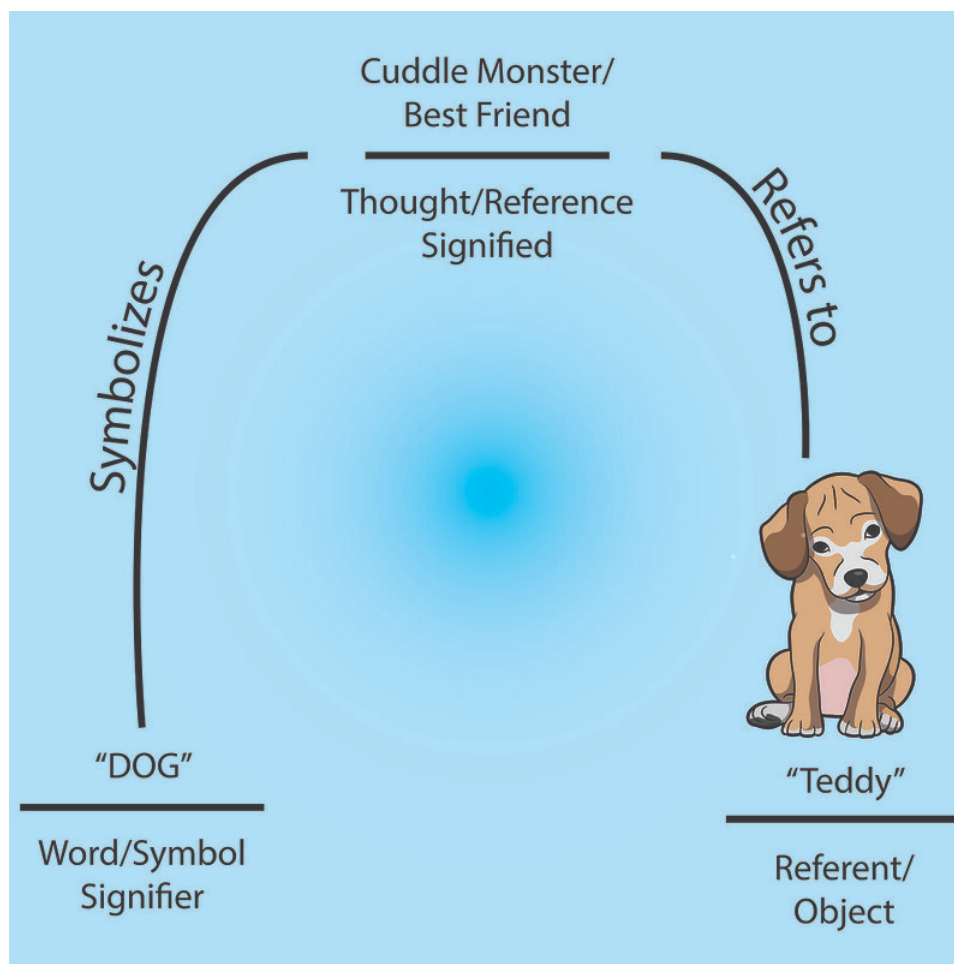 Cuddle Monster/
Best Friend
Thought/Reference
Signified
Symbolizes
Refers to
“DOG”
Word/Symbol
Signifier
“Teddy”
Referent/
Object